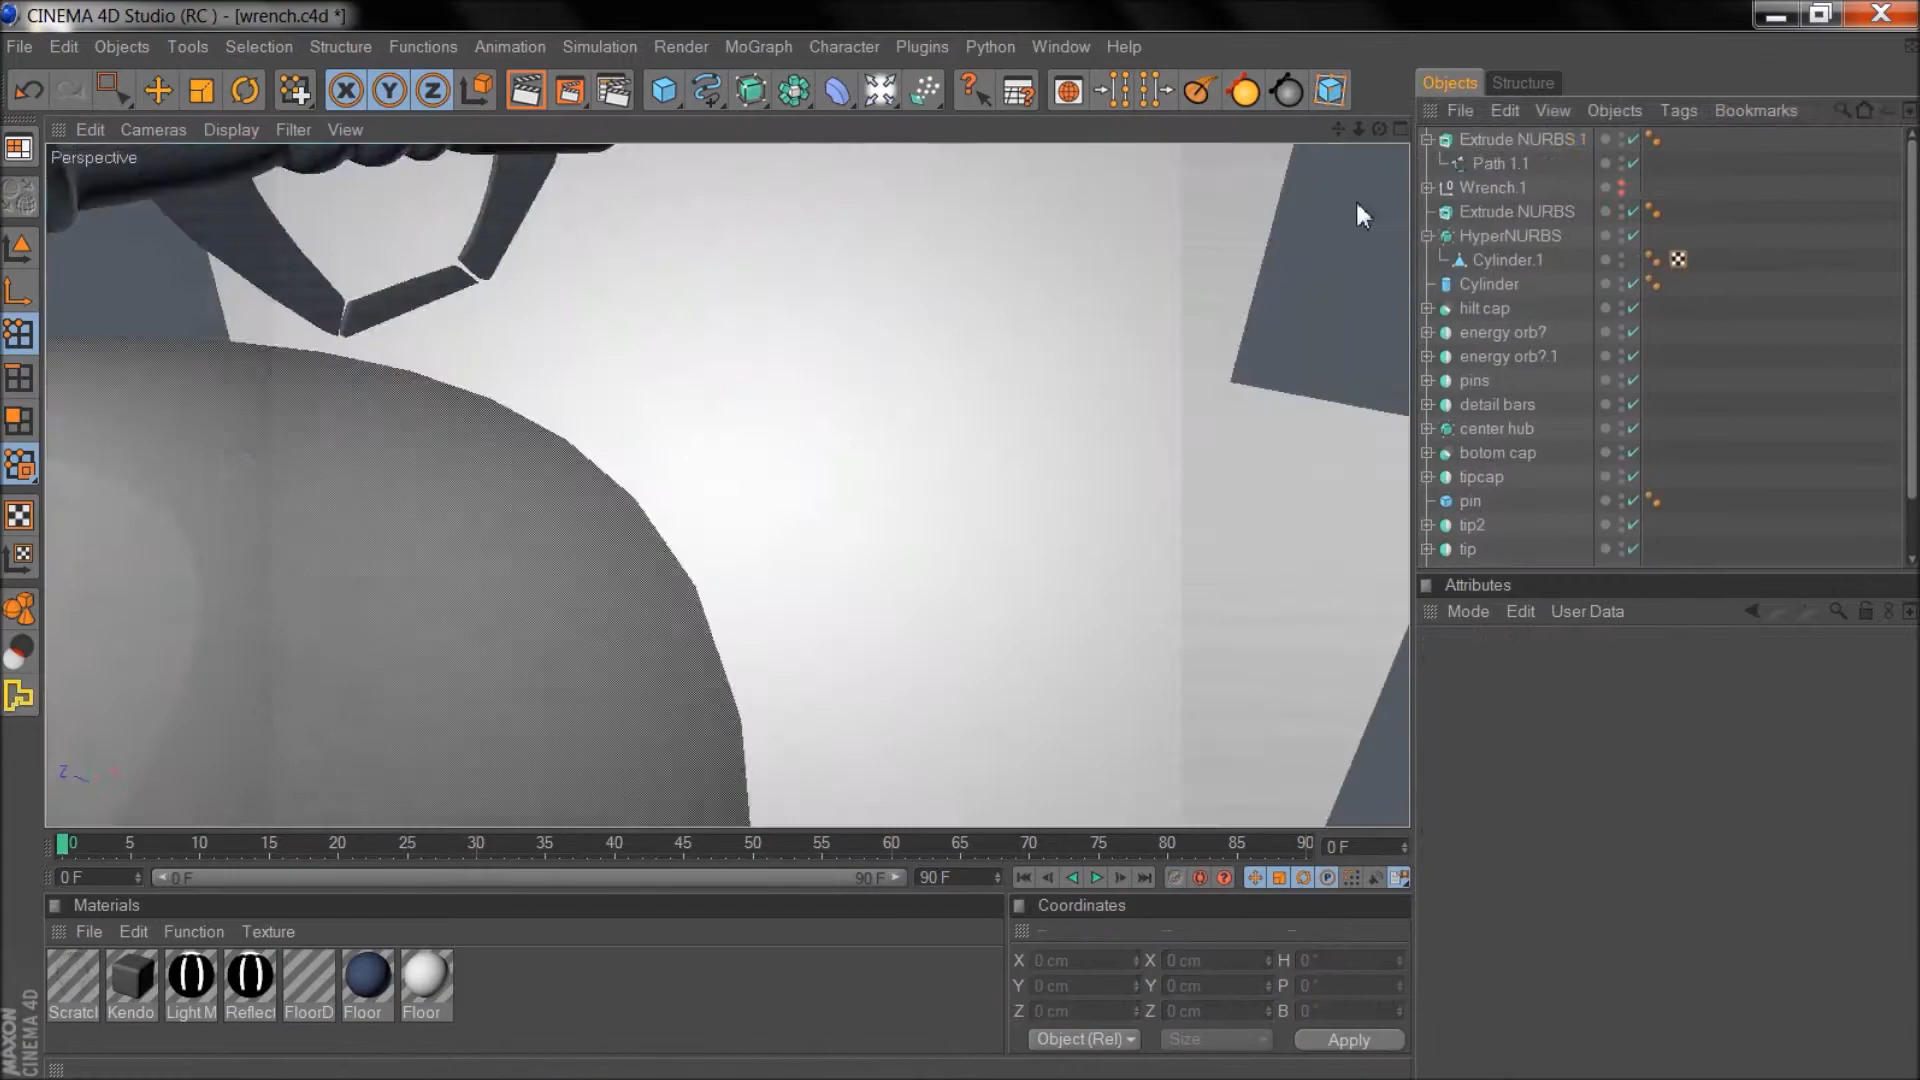 CINEMA 4D Studio (RC ) - [wrench.c4d *]
File Edit Objects Tools Selection Structure Functions Animation Simulation Render MoGraph Character Plugins Python Window Help
Edit Cameras Display Filter View
Perspective
Z
0 5 10 15 20 25 30 35 40 45 50 55 60 65 70 75 80 85 90
0 F
0 F 0 F 90 F 90 F
Materials
File Edit Function Texture
Scratcl Kendo Light M Reflect FloorD Floor Floor
Coordinates
-- -- --
X 0 cm X 0 cm H 0 °
Y 0 cm Y 0 cm P 0 °
Z 0 cm Z 0 cm B 0 °
Object (Rel) Size Apply
MAXON
CINEMA 4D
Objects Structure
File Edit View Objects Tags Bookmarks
Extrude NURBS.1
Path 1.1
Wrench.1
Extrude NURBS
HyperNURBS
Cylinder.1
Cylinder
hilt cap
energy orb?
energy orb?.1
pins
detail bars
center hub
botom cap
tipcap
pin
tip2
tip
Attributes
Mode Edit User Data